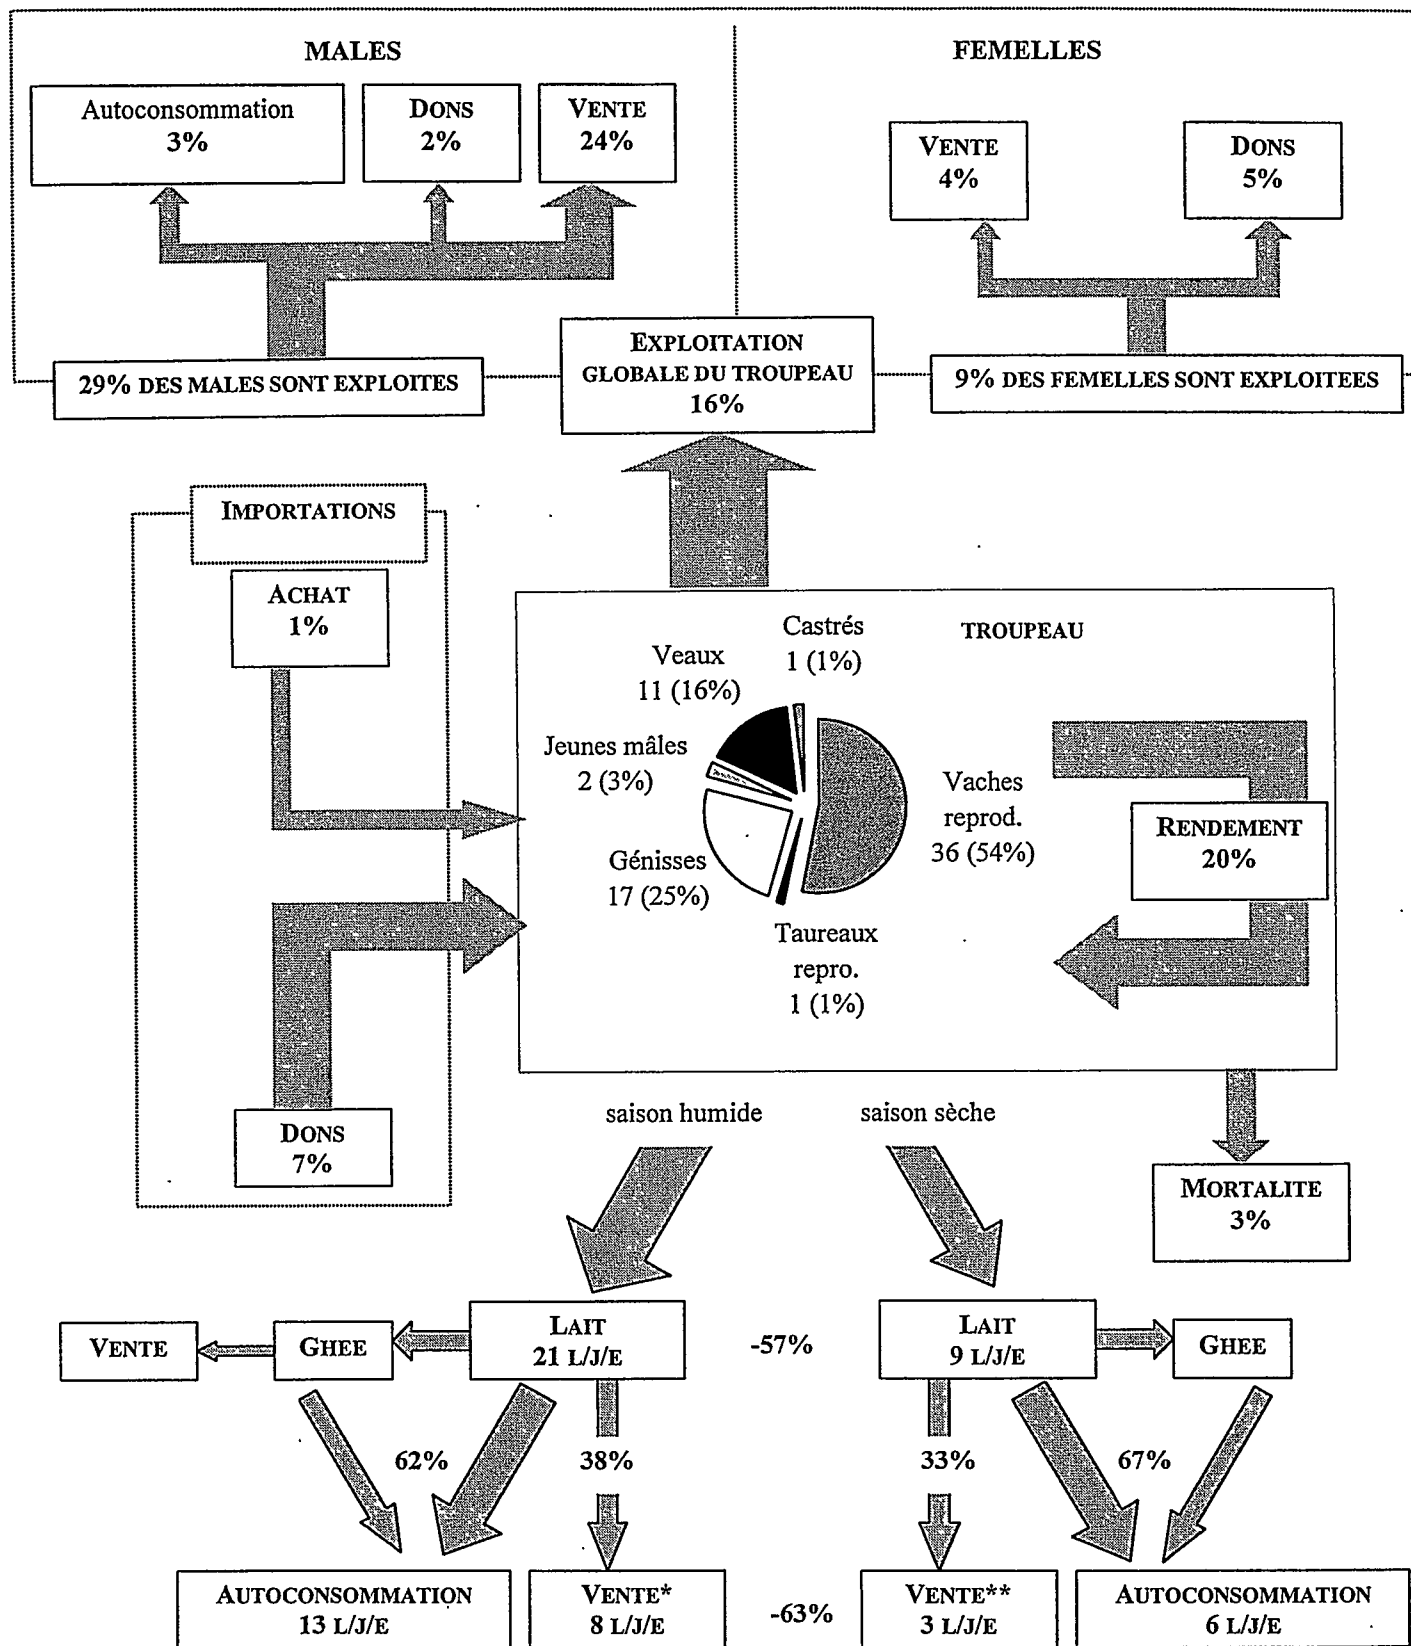 MALES
FEMELLES
Autoconsommation
3%
DONS
2%
VENTE
24%
VENTE
4%
DONS
5%
29% DES MALES SONT EXPLOITES
EXPLOITATION
GLOBALE DU TROUPEAU
16%
9% DES FEMELLES SONT EXPLOITEES
IMPORTATIONS
ACHAT
1%
TROUPEAU
Castrés
1 (1%)
Veaux
11 (16%)
Jeunes mâles
2 (3%)
Génisses
17 (25%)
Vaches
reprod.
36 (54%)
Taureaux
repro.
1 (1%)
RENDEMENT
20%
DONS
7%
saison humide
saison sèche
MORTALITE
3%
VENTE
GHEE
LAIT
21 L/J/E
-57%
LAIT
9 L/J/E
GHEE
62%
38%
33%
67%
AUTOCONSOMMATION
13 L/J/E
VENTE*
8 L/J/E
-63%
VENTE**
3 L/J/E
AUTOCONSOMMATION
6 L/J/E